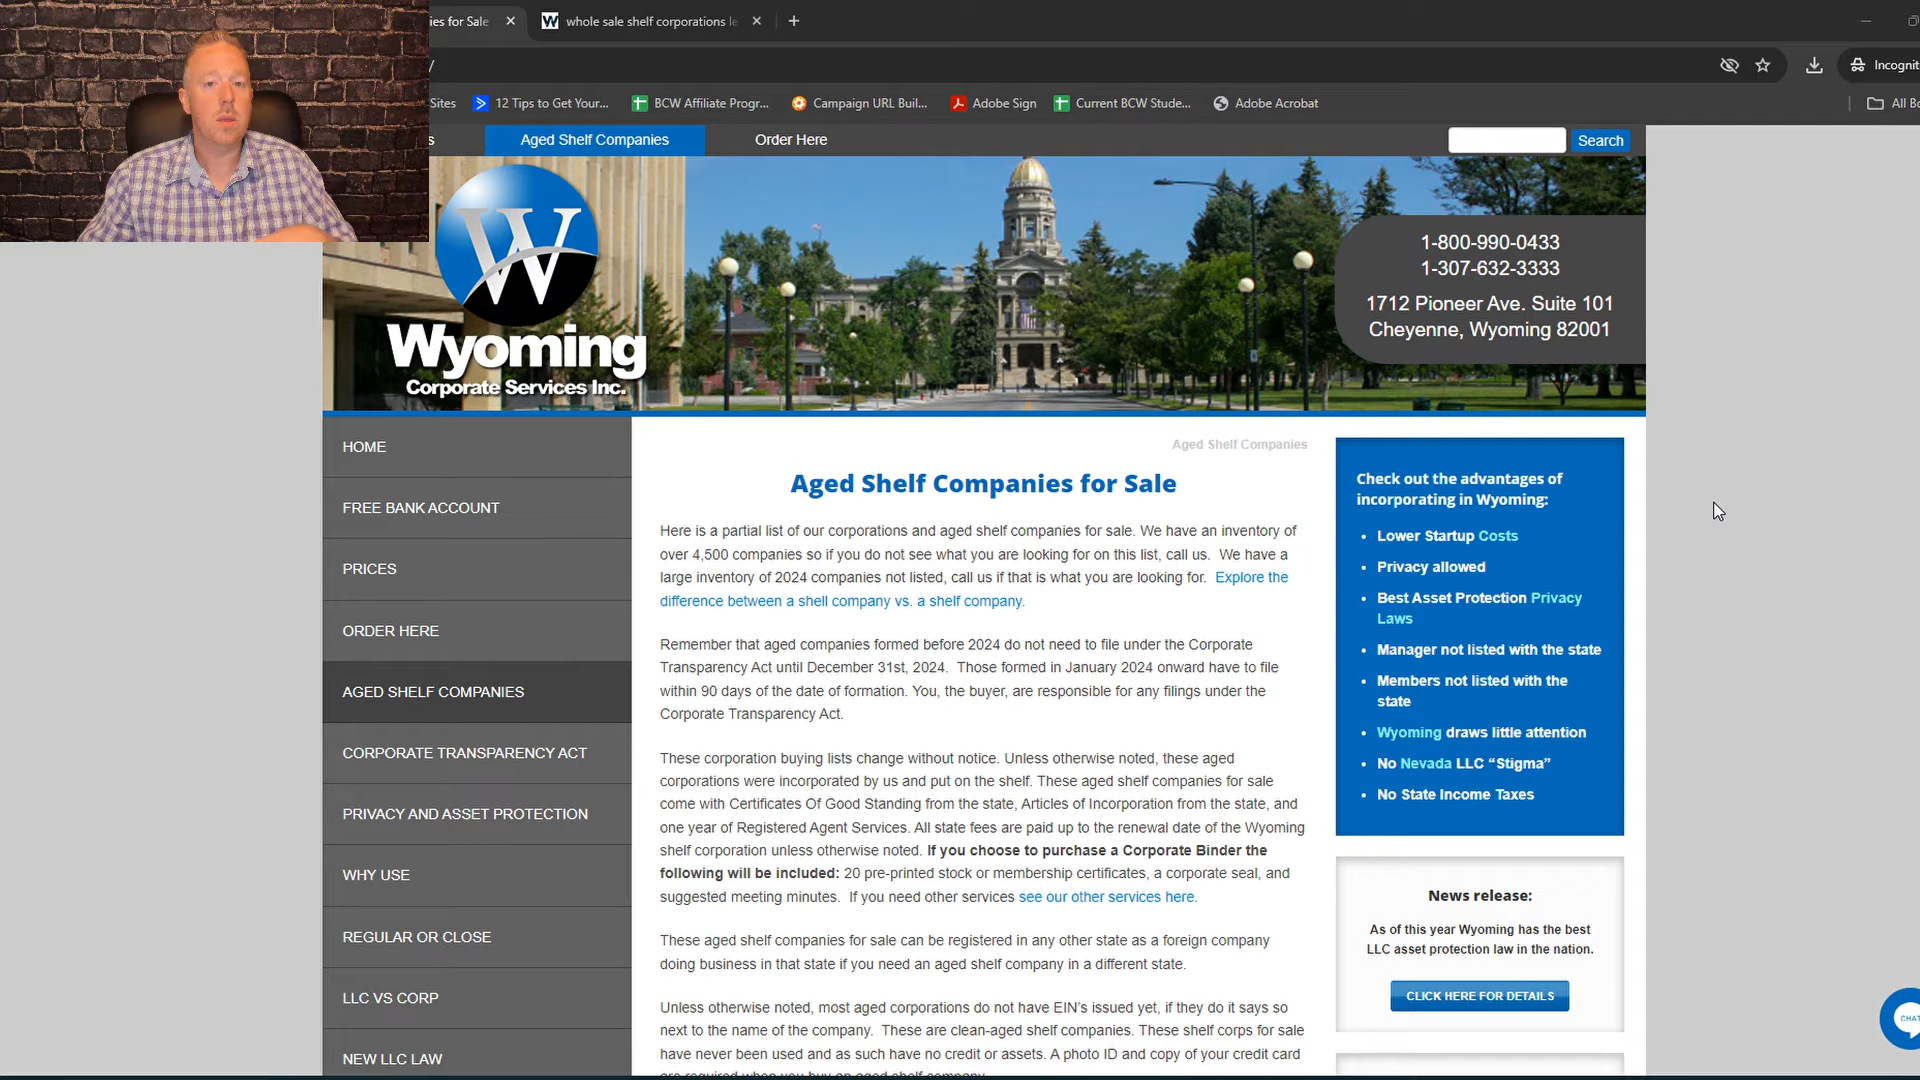 ies for Sale
whole sale shelf corporations le
/
Incognit
Sites
12 Tips to Get Your...
BCW Affiliate Progr...
Campaign URL Buil...
Adobe Sign
Current BCW Stude...
Adobe Acrobat
All Bo
s
Aged Shelf Companies
Order Here
Search
W
Wyoming
Corporate Services Inc.
1-800-990-0433
1-307-632-3333
1712 Pioneer Ave. Suite 101
Cheyenne, Wyoming 82001
HOME
FREE BANK ACCOUNT
PRICES
ORDER HERE
AGED SHELF COMPANIES
CORPORATE TRANSPARENCY ACT
PRIVACY AND ASSET PROTECTION
WHY USE
REGULAR OR CLOSE
LLC VS CORP
NEW LLC LAW
Aged Shelf Companies
Aged Shelf Companies for Sale
Here is a partial list of our corporations and aged shelf companies for sale. We have an inventory of
over 4,500 companies so if you do not see what you are looking for on this list, call us. We have a
large inventory of 2024 companies not listed, call us if that is what you are looking for. Explore the
difference between a shell company vs. a shelf company.
Remember that aged companies formed before 2024 do not need to file under the Corporate
Transparency Act until December 31st, 2024. Those formed in January 2024 onward have to file
within 90 days of the date of formation. You, the buyer, are responsible for any filings under the
Corporate Transparency Act.
These corporation buying lists change without notice. Unless otherwise noted, these aged
corporations were incorporated by us and put on the shelf. These aged shelf companies for sale
come with Certificates Of Good Standing from the state, Articles of Incorporation from the state, and
one year of Registered Agent Services. All state fees are paid up to the renewal date of the Wyoming
shelf corporation unless otherwise noted. If you choose to purchase a Corporate Binder the
following will be included: 20 pre-printed stock or membership certificates, a corporate seal, and
suggested meeting minutes. If you need other services see our other services here.
These aged shelf companies for sale can be registered in any other state as a foreign company
doing business in that state if you need an aged shelf company in a different state.
Unless otherwise noted, most aged corporations do not have EIN's issued yet, if they do it says so
next to the name of the company. These are clean-aged shelf companies. These shelf corps for sale
have never been used and as such have no credit or assets. A photo ID and copy of your credit card
are required when you buy an aged shelf company.
Check out the advantages of
incorporating in Wyoming:
• Lower Startup Costs
• Privacy allowed
• Best Asset Protection Privacy
Laws
• Manager not listed with the state
• Members not listed with the
state
• Wyoming draws little attention
• No Nevada LLC “Stigma”
• No State Income Taxes
News release:
As of this year Wyoming has the best
LLC asset protection law in the nation.
CLICK HERE FOR DETAILS
CHAT